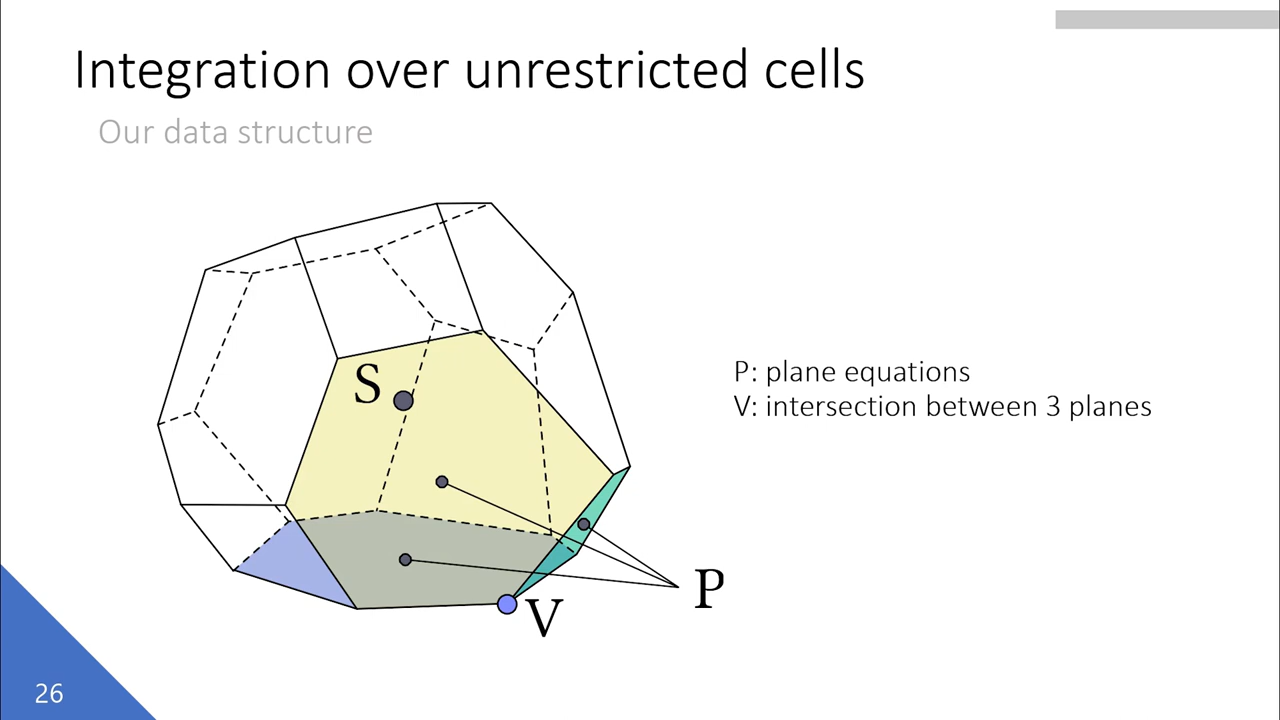 Integration over unrestricted cells
Our data structure
S
P: plane equations
V: intersection between 3 planes
P
V
26